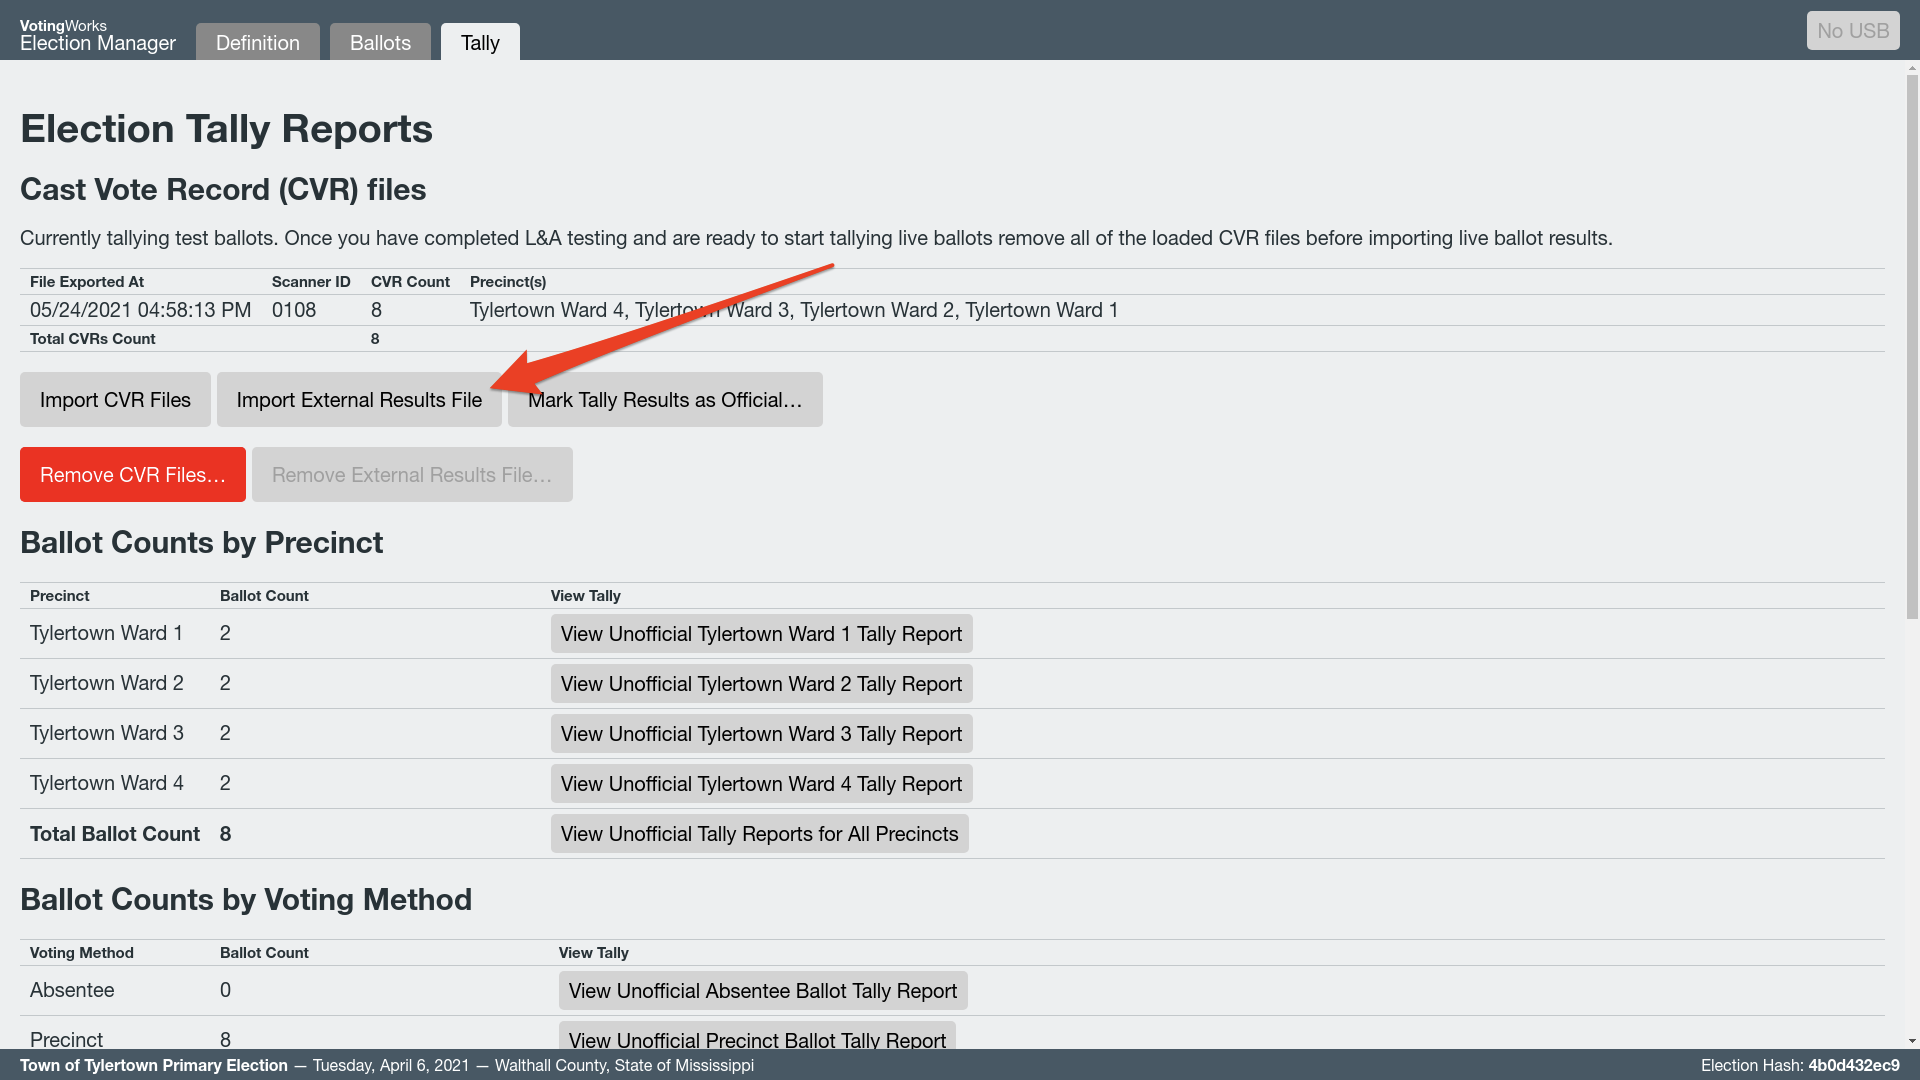 VotingWorks
Election Manager
Definition
Ballots
Tally
No USB
Election Tally Reports
Cast Vote Record (CVR) files
Currently tallying test ballots. Once you have completed L&A testing and are ready to start tallying live ballots remove all of the loaded CVR files before importing live ballot results.
File Exported At Scanner ID CVR Count Precinct(s)
05/24/2021 04:58:13 PM 0108 8 Tylertown Ward 4, Tylertown Ward 3, Tylertown Ward 2, Tylertown Ward 1
Total CVRs Count 8
Import CVR Files Import External Results File Mark Tally Results as Official…
Remove CVR Files… Remove External Results File…
Ballot Counts by Precinct
Precinct Ballot Count View Tally
Tylertown Ward 1 2 View Unofficial Tylertown Ward 1 Tally Report
Tylertown Ward 2 2 View Unofficial Tylertown Ward 2 Tally Report
Tylertown Ward 3 2 View Unofficial Tylertown Ward 3 Tally Report
Tylertown Ward 4 2 View Unofficial Tylertown Ward 4 Tally Report
Total Ballot Count 8 View Unofficial Tally Reports for All Precincts
Ballot Counts by Voting Method
Voting Method Ballot Count View Tally
Absentee 0 View Unofficial Absentee Ballot Tally Report
Precinct 8 View Unofficial Precinct Ballot Tally Report
Town of Tylertown Primary Election — Tuesday, April 6, 2021 — Walthall County, State of Mississippi Election Hash: 4b0d432ec9